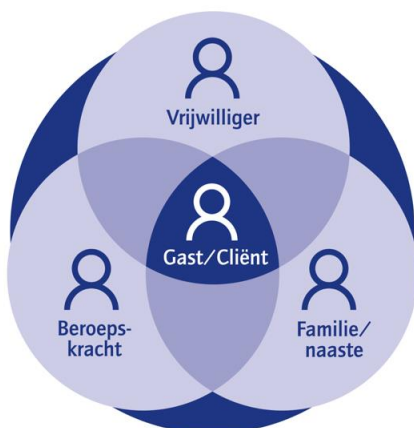 Vrijwilliger
Gast/Cliënt
Beroeps-
kracht
Familie/
naaste